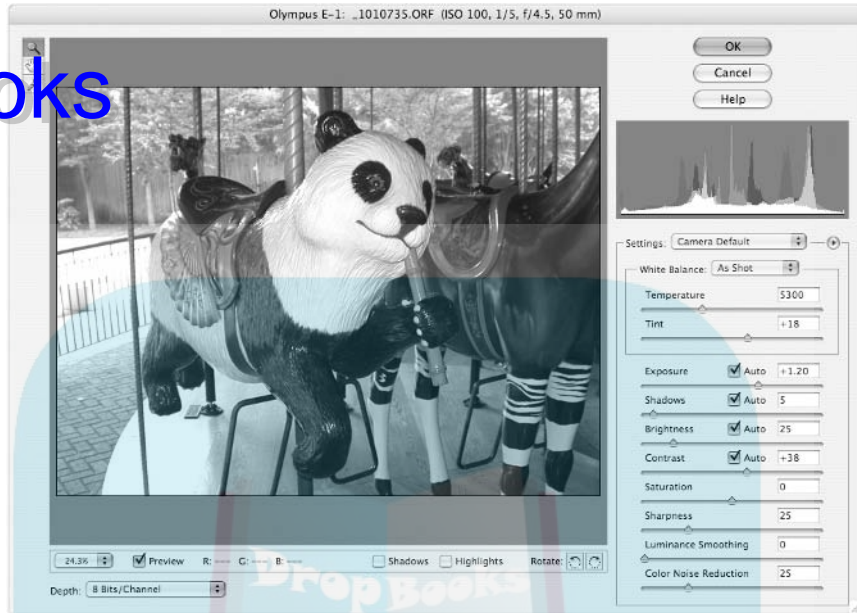 Olympus E-1: _1010735.ORF (ISO 100, 1/5, f/4.5, 50 mm)
oks
OK
Cancel
Help
Settings: Camera Default
White Balance: As Shot
Temperature 5300
Tint +18
Exposure Auto +1.20
Shadows Auto 5
Brightness Auto 25
Contrast Auto +38
Saturation 0
Sharpness 25
Luminance Smoothing 0
Color Noise Reduction 25
24.3% Preview R: --- G: --- B: --- Shadows Highlights Rotate:
Depth: 8 Bits/Channel
DropBooks